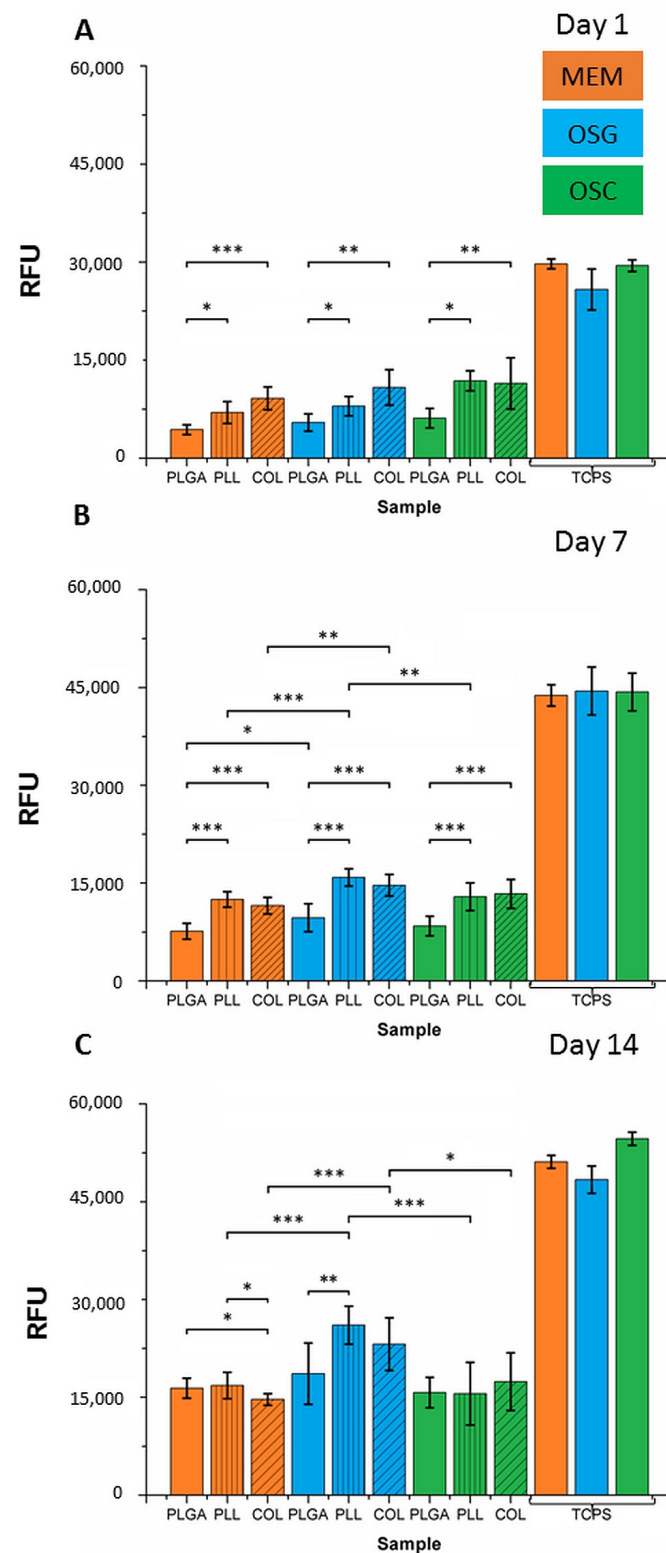 A
Day 1
MEM
OSG
OSC
60,000
45,000
30,000
15,000
0
RFU
*** ** **
* * *
PLGA PLL COL PLGA PLL COL PLGA PLL COL TCPS
Sample
B
Day 7
60,000
45,000
30,000
15,000
0
RFU
**
**
***
*
*** *** ***
*** *** ***
PLGA PLL COL PLGA PLL COL PLGA PLL COL TCPS
Sample
C
Day 14
60,000
45,000
30,000
15,000
0
RFU
*
***
***
***
**
*
*
PLGA PLL COL PLGA PLL COL PLGA PLL COL TCPS
Sample